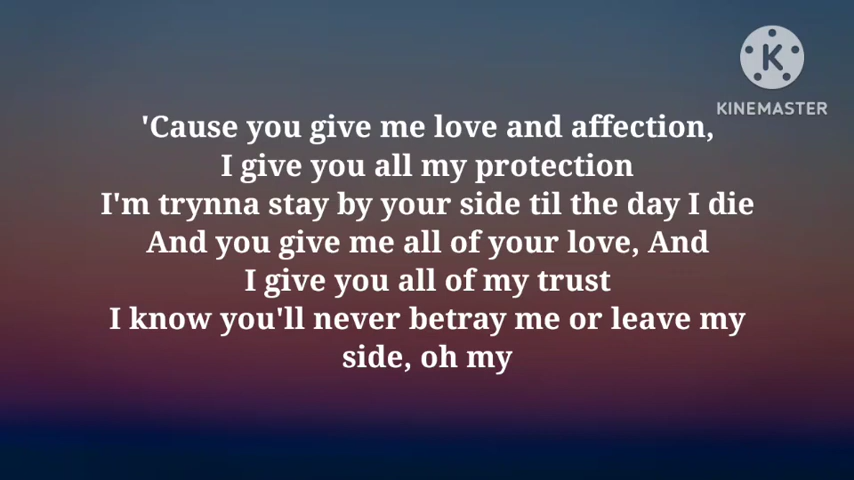 KINEMASTER
'Cause you give me love and affection,
I give you all my protection
I'm trynna stay by your side til the day I die
And you give me all of your love, And
I give you all of my trust
I know you'll never betray me or leave my
side, oh my